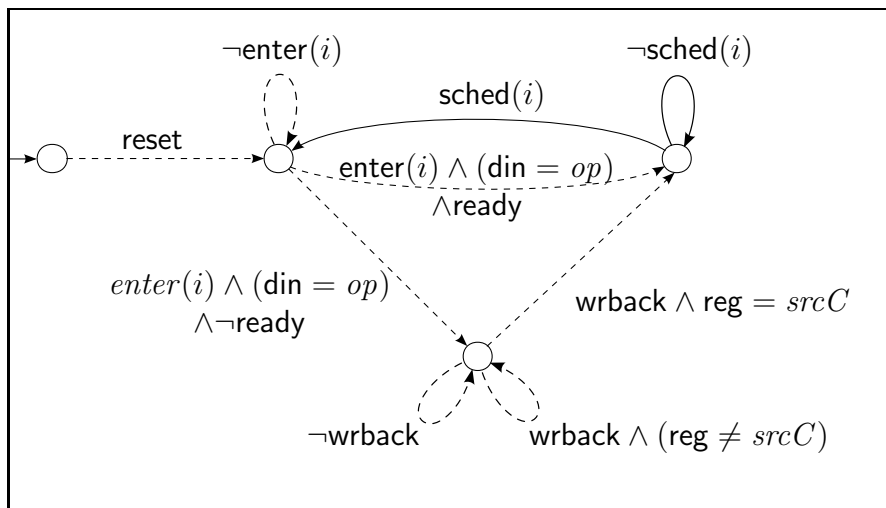 ¬enter(i)
¬sched(i)
sched(i)
reset
enter(i) ∧ (din = op)
∧ready
enter(i) ∧ (din = op)
∧¬ready
wrback ∧ reg = srcC
¬wrback
wrback ∧ (reg ≠ srcC)